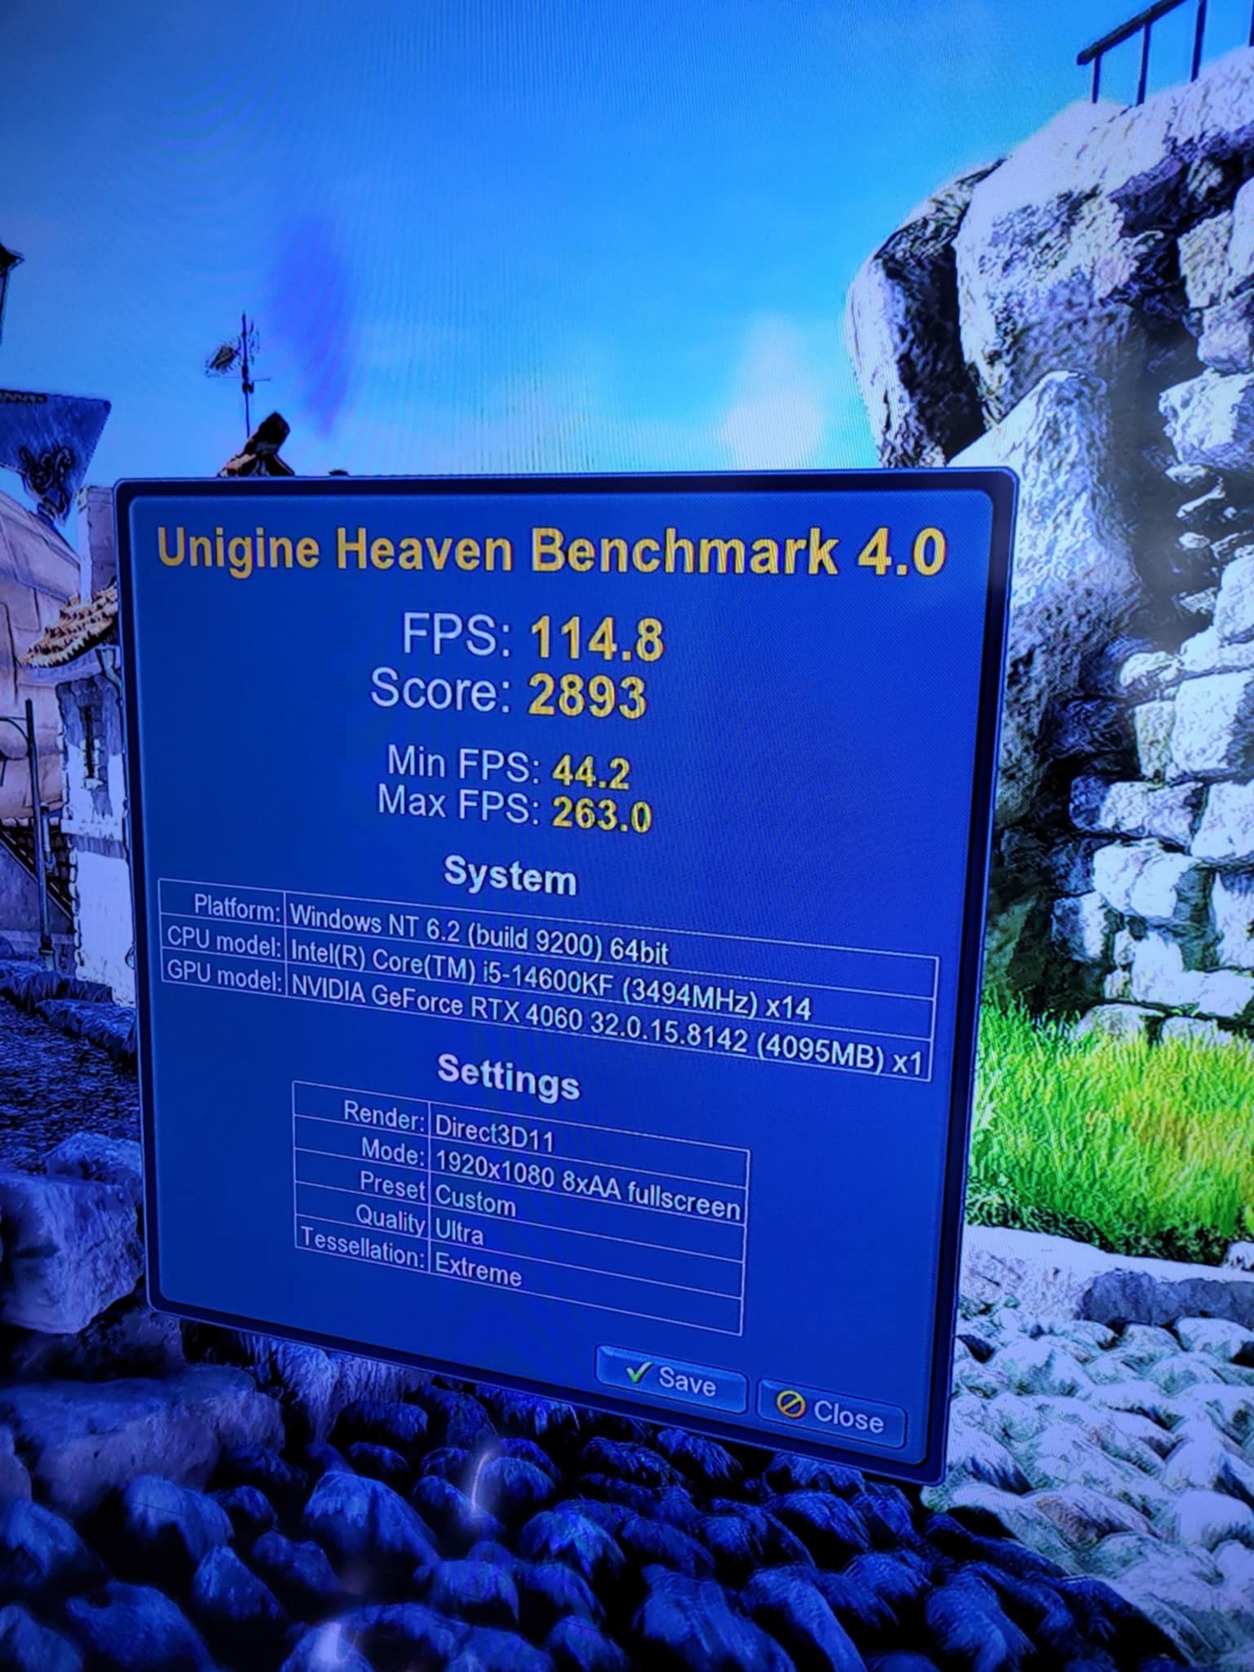 Unigine Heaven Benchmark 4.0
FPS: 114.8
Score: 2893
Min FPS: 44.2
Max FPS: 263.0
System
Platform: Windows NT 6.2 (build 9200) 64bit
CPU model: Intel(R) Core(TM) i5-14600KF (3494MHz) x14
GPU model: NVIDIA GeForce RTX 4060 32.0.15.8142 (4095MB) x1
Settings
Render: Direct3D11
Mode: 1920x1080 8xAA fullscreen
Preset Custom
Quality Ultra
Tessellation: Extreme
Save
Close